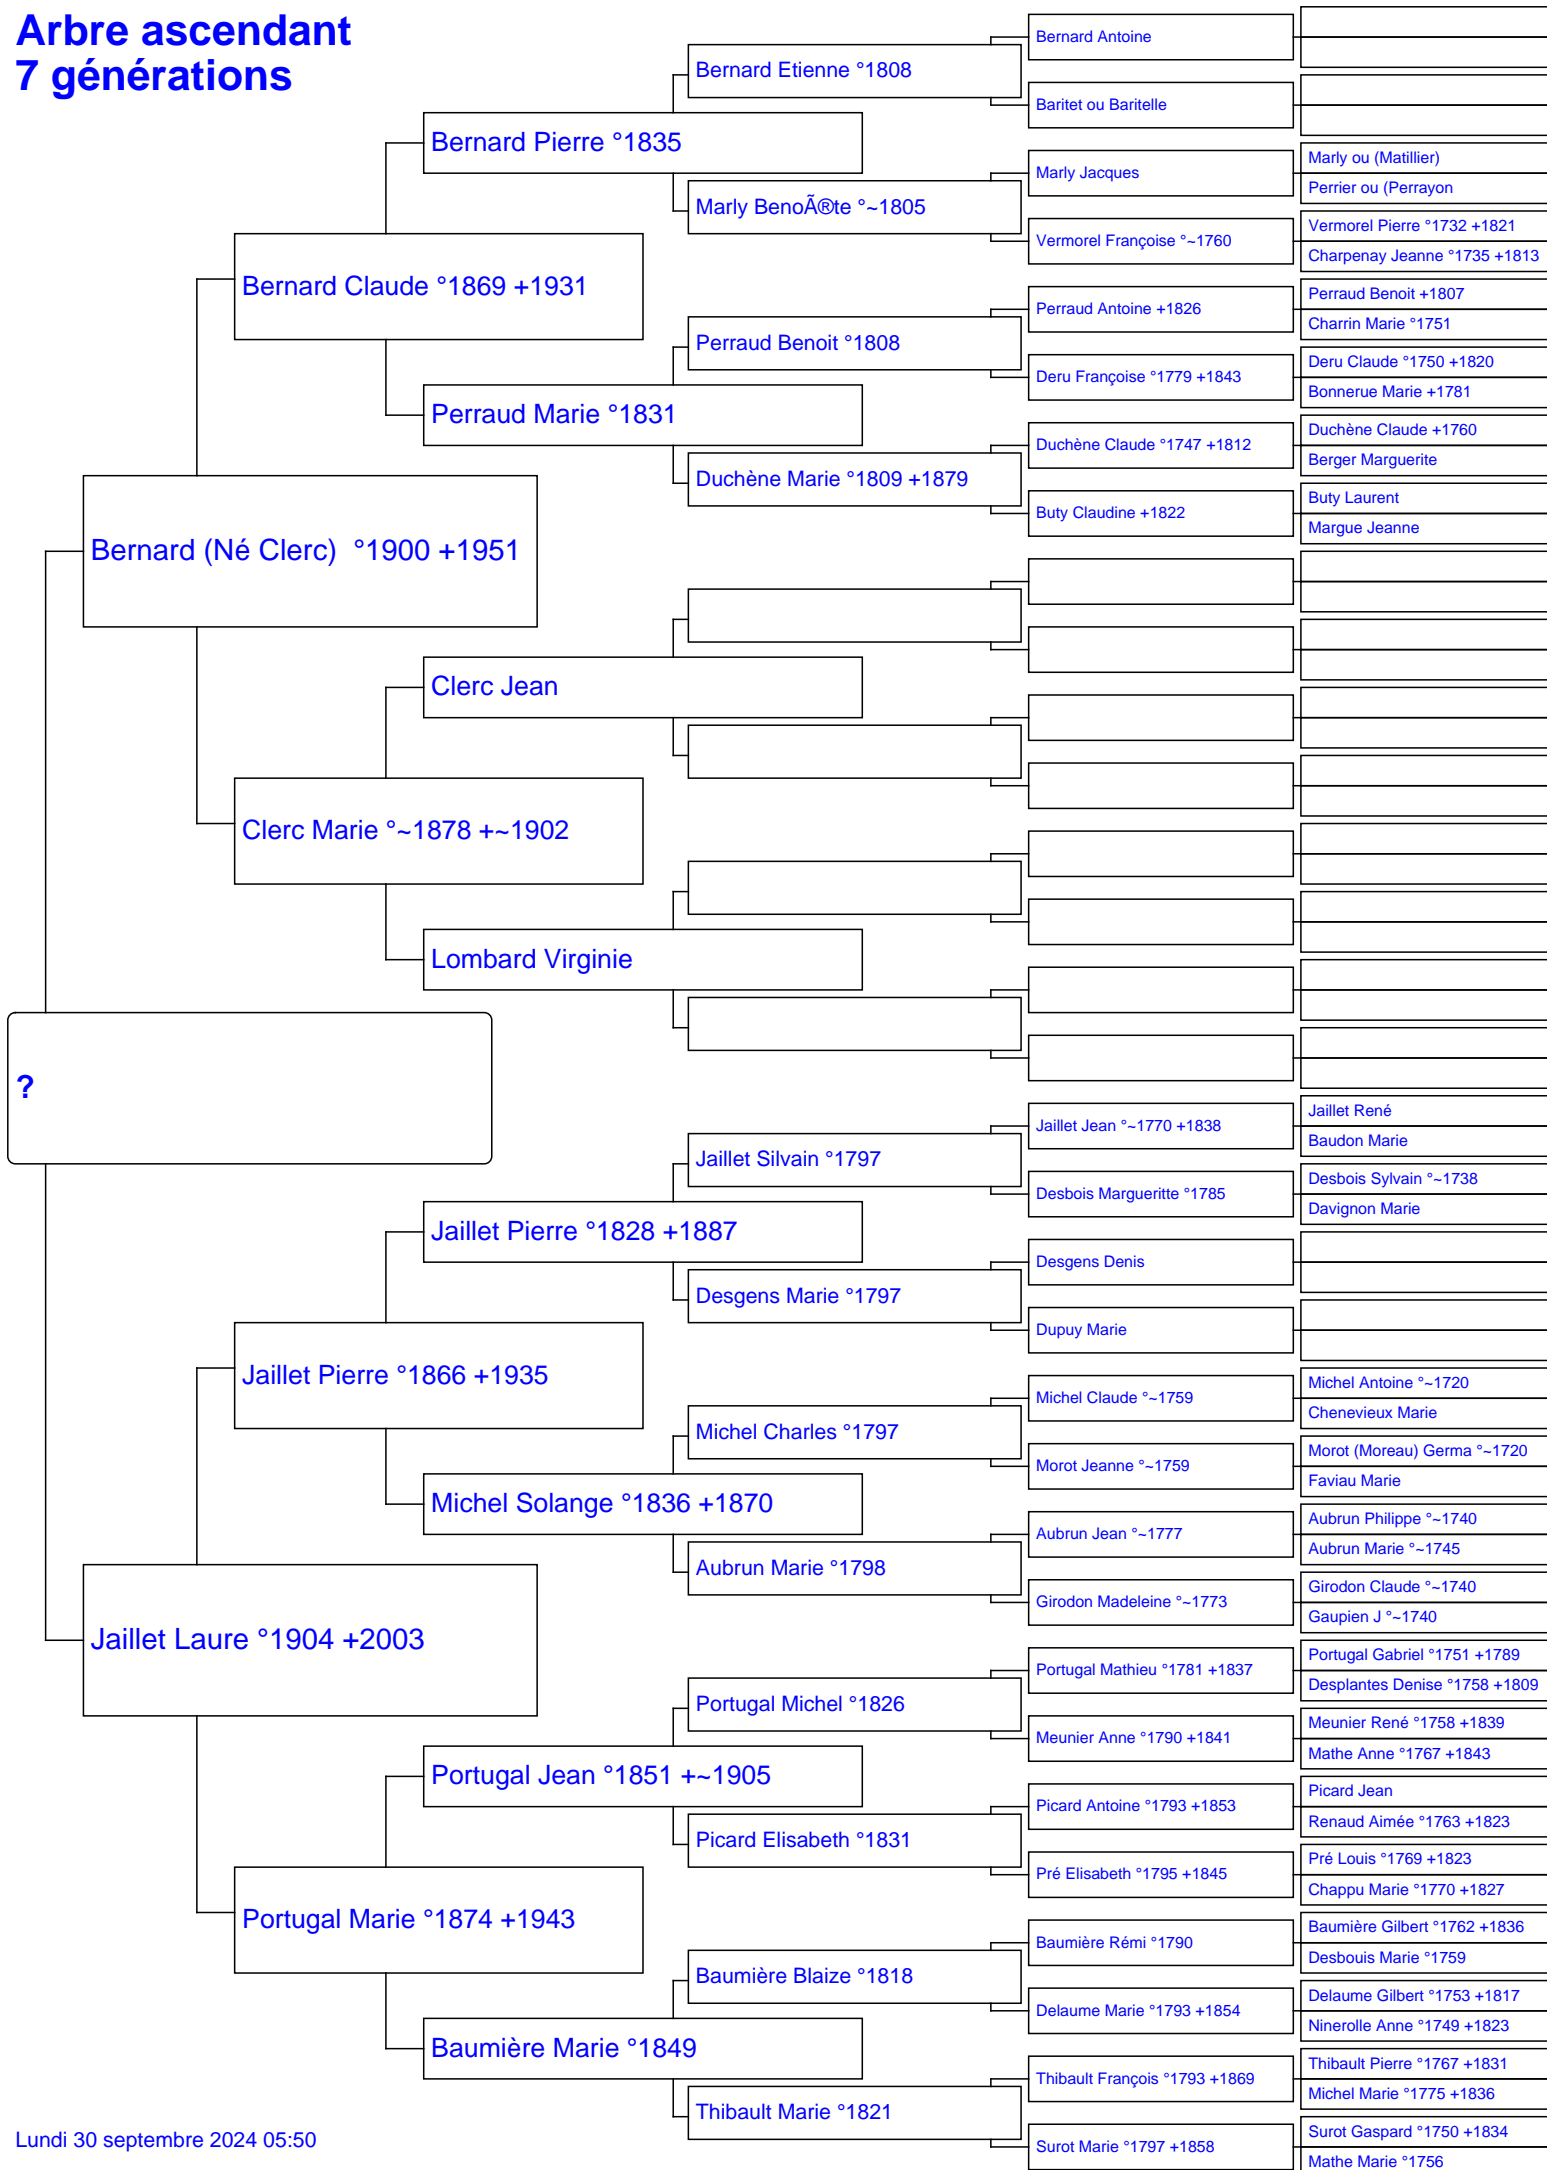 Arbre ascendant
7 générations
?
Bernard (Né Clerc)  °1900 +1951
Jaillet Laure °1904 +2003
Bernard Claude °1869 +1931
Clerc Marie °~1878 +~1902
Jaillet Pierre °1866 +1935
Portugal Marie °1874 +1943
Bernard Pierre °1835
Perraud Marie °1831
Clerc Jean
Lombard Virginie
Jaillet Pierre °1828 +1887
Michel Solange °1836 +1870
Portugal Jean °1851 +~1905
Baumière Marie °1849
Bernard Etienne °1808
Marly BenoÃ®te °~1805
Perraud Benoit °1808
Duchène Marie °1809 +1879
Jaillet Silvain °1797
Desgens Marie °1797
Michel Charles °1797
Aubrun Marie °1798
Portugal Michel °1826
Picard Elisabeth °1831
Baumière Blaize °1818
Thibault Marie °1821
Bernard Antoine
Baritet ou Baritelle
Marly Jacques
Vermorel Françoise °~1760
Perraud Antoine +1826
Deru Françoise °1779 +1843
Duchène Claude °1747 +1812
Buty Claudine +1822
Jaillet Jean °~1770 +1838
Desbois Margueritte °1785
Desgens Denis
Dupuy Marie
Michel Claude °~1759
Morot Jeanne °~1759
Aubrun Jean °~1777
Girodon Madeleine °~1773
Portugal Mathieu °1781 +1837
Meunier Anne °1790 +1841
Picard Antoine °1793 +1853
Pré Elisabeth °1795 +1845
Baumière Rémi °1790
Delaume Marie °1793 +1854
Thibault François °1793 +1869
Surot Marie °1797 +1858
Marly ou (Matillier)
Perrier ou (Perrayon
Vermorel Pierre °1732 +1821
Charpenay Jeanne °1735 +1813
Perraud Benoit +1807
Charrin Marie °1751
Deru Claude °1750 +1820
Bonnerue Marie +1781
Duchène Claude +1760
Berger Marguerite
Buty Laurent
Margue Jeanne
Jaillet René
Baudon Marie
Desbois Sylvain °~1738
Davignon Marie
Michel Antoine °~1720
Chenevieux Marie
Morot (Moreau) Germa °~1720
Faviau Marie
Aubrun Philippe °~1740
Aubrun Marie °~1745
Girodon Claude °~1740
Gaupien J °~1740
Portugal Gabriel °1751 +1789
Desplantes Denise °1758 +1809
Meunier René °1758 +1839
Mathe Anne °1767 +1843
Picard Jean
Renaud Aimée °1763 +1823
Pré Louis °1769 +1823
Chappu Marie °1770 +1827
Baumière Gilbert °1762 +1836
Desbouis Marie °1759
Delaume Gilbert °1753 +1817
Ninerolle Anne °1749 +1823
Thibault Pierre °1767 +1831
Michel Marie °1775 +1836
Surot Gaspard °1750 +1834
Mathe Marie °1756
Lundi 30 septembre 2024 05:50